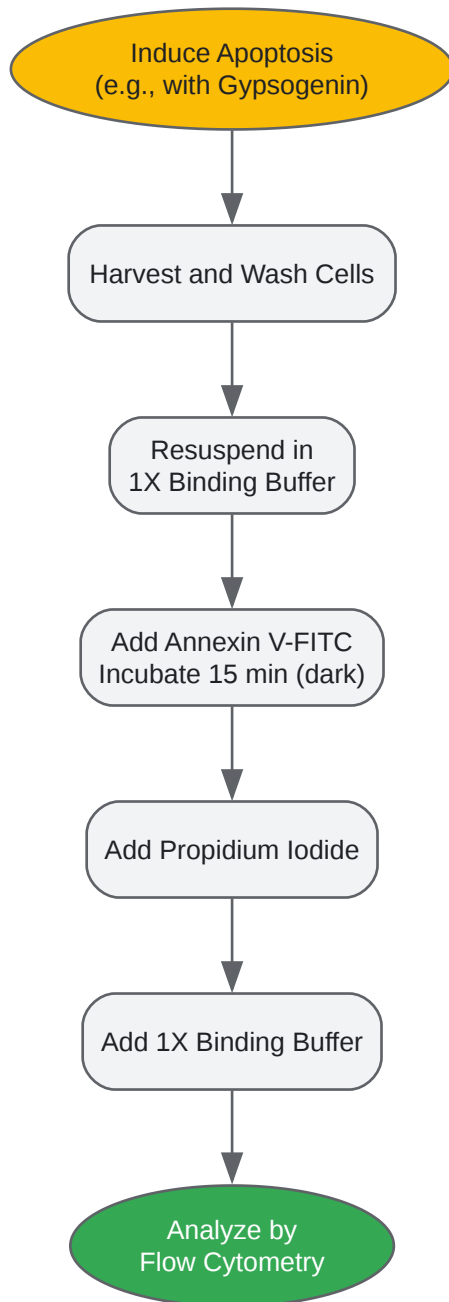 Induce Apoptosis
(e.g., with Gypsogenin)
Harvest and Wash Cells
Resuspend in
1X Binding Buffer
Add Annexin V-FITC
Incubate 15 min (dark)
Add Propidium Iodide
Add 1X Binding Buffer
Analyze by
Flow Cytometry